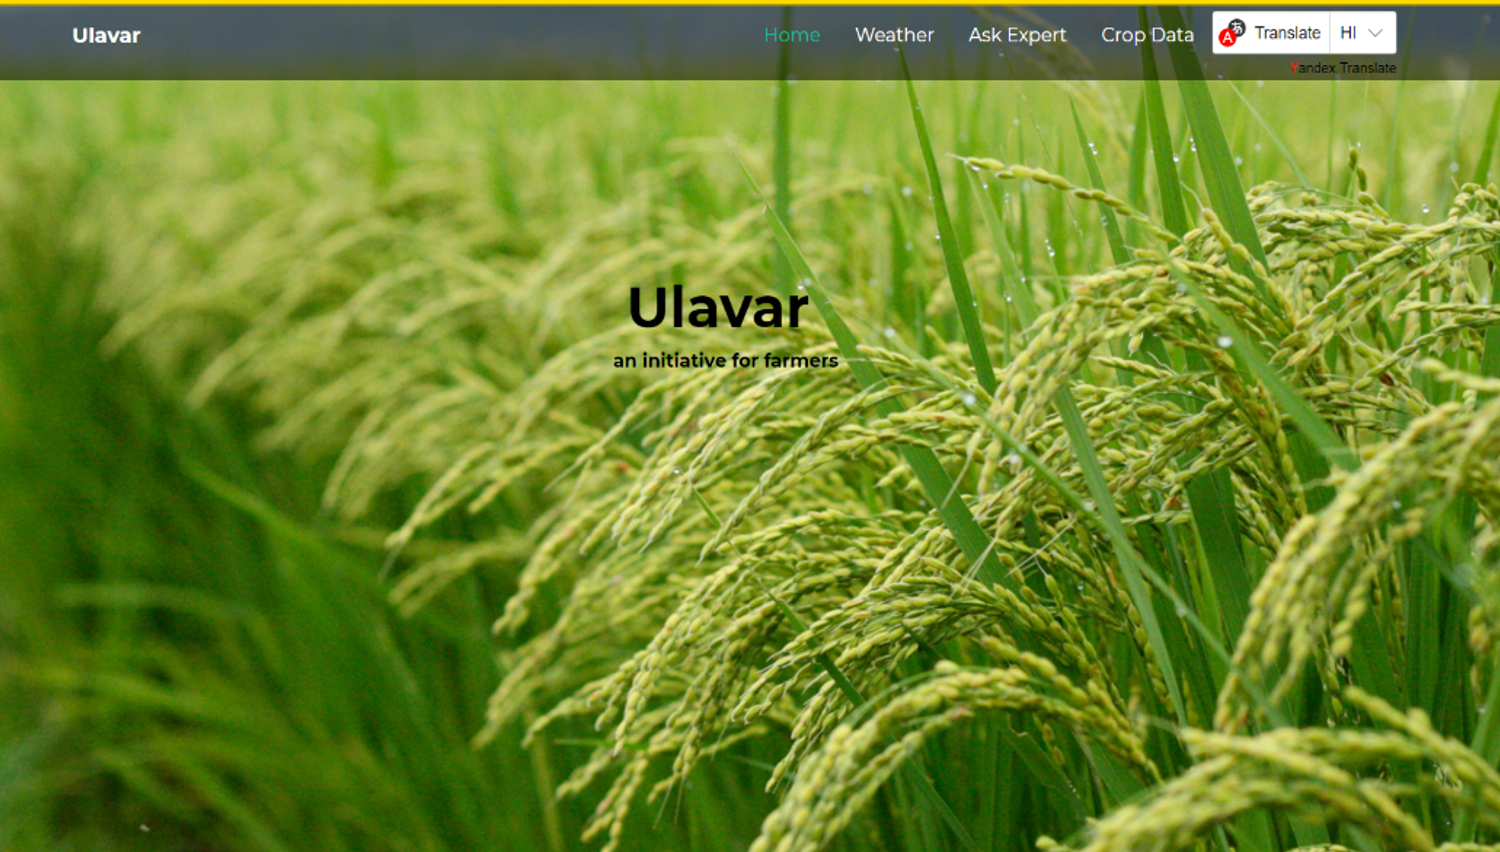 Ulavar
Home Weather Ask Expert Crop Data Translate HI
Yandex.Translate
Ulavar
an initiative for farmers